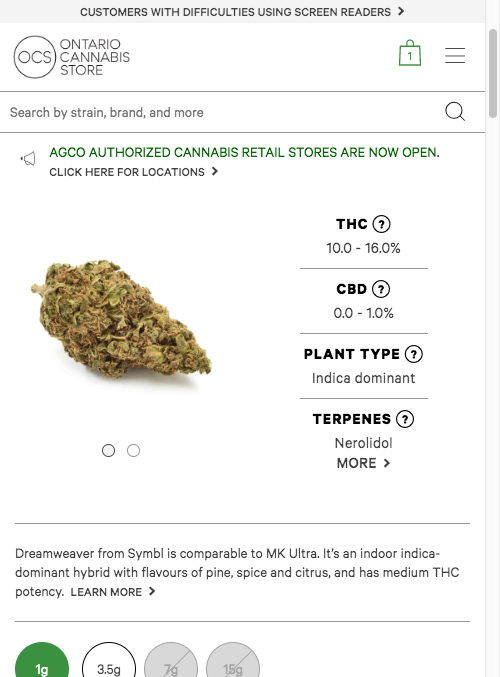 CUSTOMERS WITH DIFFICULTIES USING SCREEN READERS
OCS
ONTARIO
CANNABIS
STORE
1
Search by strain, brand, and more
AGCO AUTHORIZED CANNABIS RETAIL STORES ARE NOW OPEN.
CLICK HERE FOR LOCATIONS
THC ?
10.0 - 16.0%
CBD ?
0.0 - 1.0%
PLANT TYPE ?
Indica dominant
TERPENES ?
Nerolidol
MORE
Dreamweaver from Symbl is comparable to MK Ultra. It's an indoor indica-
dominant hybrid with flavours of pine, spice and citrus, and has medium THC
potency. LEARN MORE
1g 3.5g 7g 15g